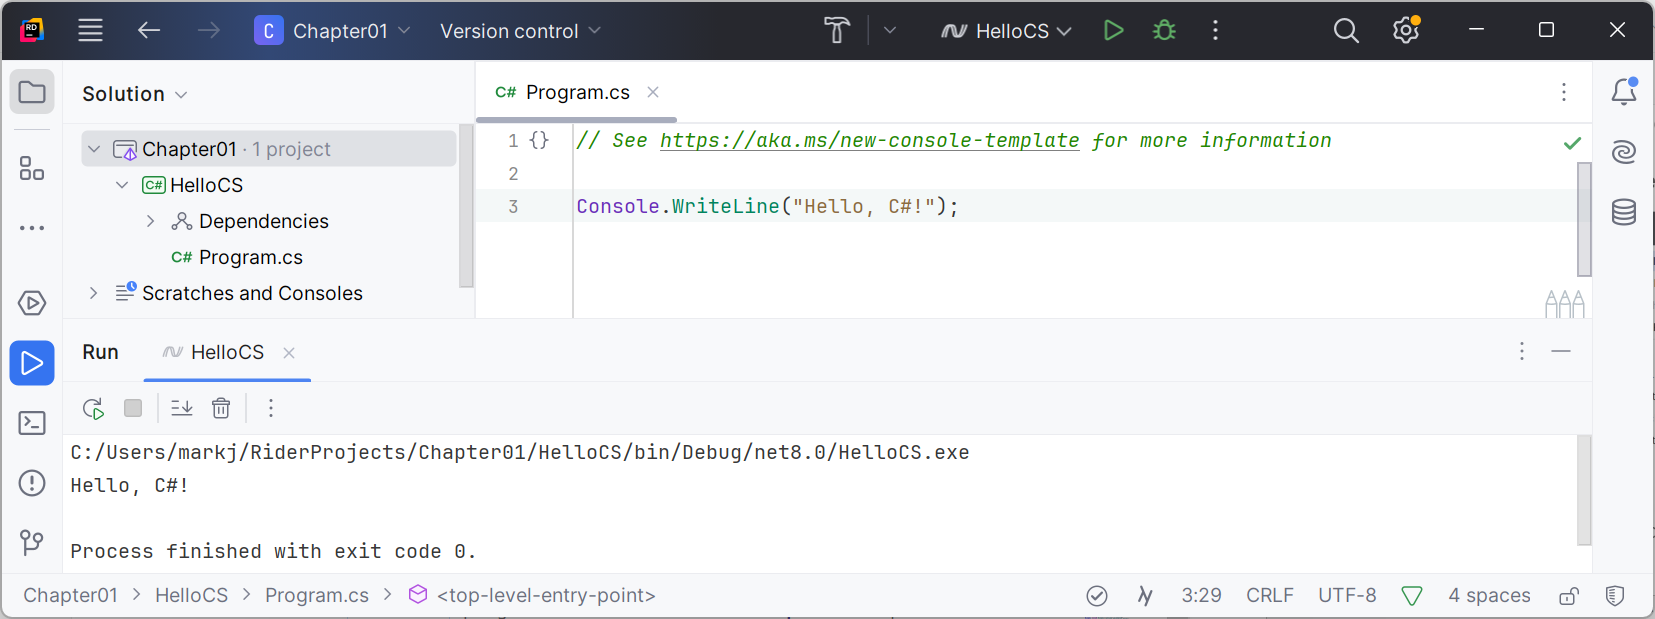 RD
C Chapter01 Version control HelloCS
Solution
C# Program.cs
Chapter01 · 1 project
C# HelloCS
Dependencies
C# Program.cs
Scratches and Consoles
1 {} // See https://aka.ms/new-console-template for more information
2
3 Console.WriteLine("Hello, C#!");
Run HelloCS
C:/Users/markj/RiderProjects/Chapter01/HelloCS/bin/Debug/net8.0/HelloCS.exe
Hello, C#!
Process finished with exit code 0.
Chapter01 > HelloCS > Program.cs > <top-level-entry-point> 3:29 CRLF UTF-8 4 spaces